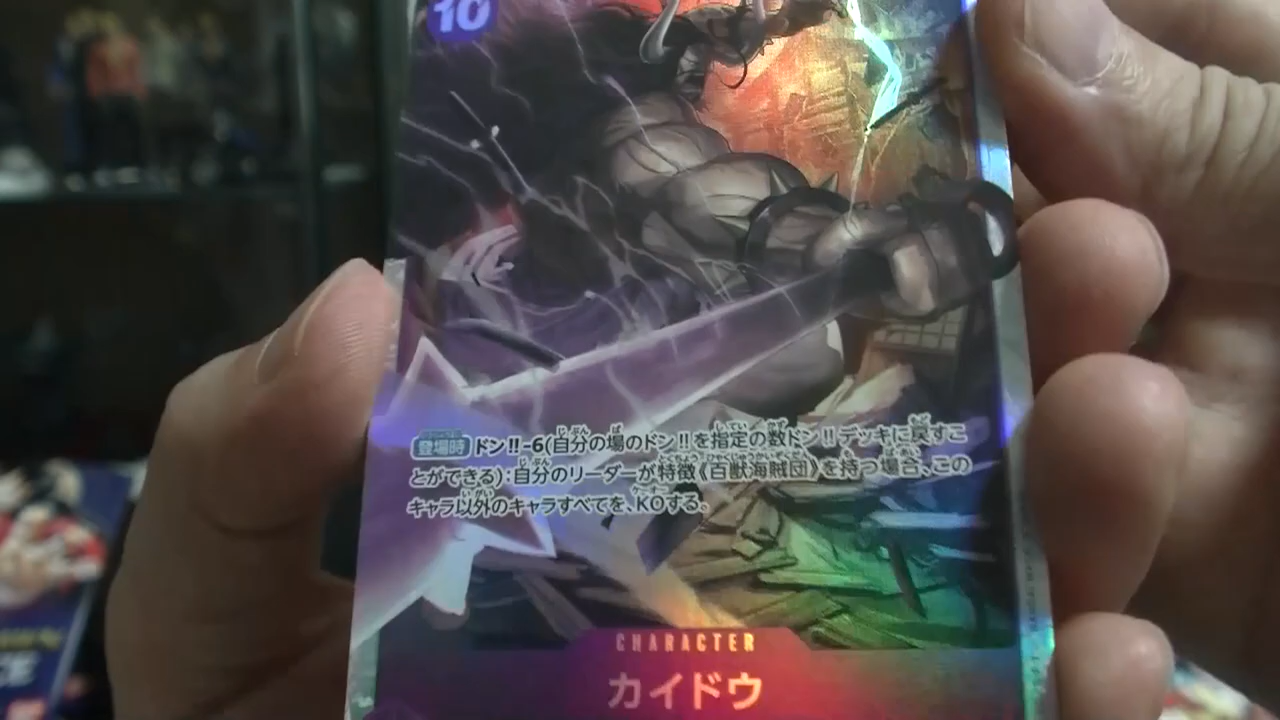 10
登場時 ドン!!-6(自分の場のドン!!を指定の数ドン!!デッキに戻すこ
とができる):自分のリーダーが特徴《百獣海賊団》を持つ場合、この
キャラ以外のキャラすべてを、KOする。
CHARACTER
カイドウ